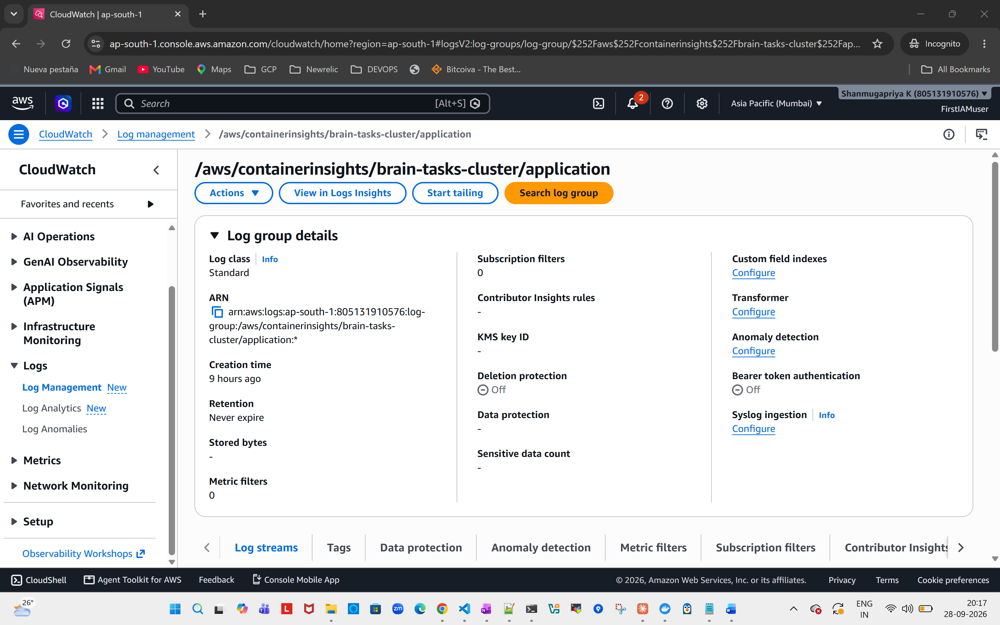 CloudWatch | ap-south-1
ap-south-1.console.aws.amazon.com/cloudwatch/home?region=ap-south-1#logsV2:log-groups/log-group/$252Faws$252Fcontainerinsights$252Fbrain-tasks-cluster$252Fap...
Incognito
Nueva pestaña
Gmail
YouTube
Maps
GCP
Newrelic
DEVOPS
Bitcoiva - The Best...
All Bookmarks
aws
Search
[Alt+S]
2
Asia Pacific (Mumbai)
Shanmugapriya K (805131910576)
FirstIAMuser
CloudWatch
Log management
/aws/containerinsights/brain-tasks-cluster/application
CloudWatch
Favorites and recents
AI Operations
GenAI Observability
Application Signals
(APM)
Infrastructure
Monitoring
Logs
Log Management New
Log Analytics New
Log Anomalies
Metrics
Network Monitoring
Setup
Observability Workshops
/aws/containerinsights/brain-tasks-cluster/application
Actions
View in Logs Insights
Start tailing
Search log group
Log group details
Log class Info
Standard
ARN
arn:aws:logs:ap-south-1:805131910576:log-
group:/aws/containerinsights/brain-tasks-
cluster/application:*
Creation time
9 hours ago
Retention
Never expire
Stored bytes
-
Metric filters
0
Subscription filters
0
Contributor Insights rules
-
KMS key ID
-
Deletion protection
Off
Data protection
-
Sensitive data count
-
Custom field indexes
Configure
Transformer
Configure
Anomaly detection
Configure
Bearer token authentication
Off
Syslog ingestion Info
Configure
Log streams
Tags
Data protection
Anomaly detection
Metric filters
Subscription filters
Contributor Insights
CloudShell
Agent Toolkit for AWS
Feedback
Console Mobile App
© 2026, Amazon Web Services, Inc. or its affiliates.
Privacy
Terms
Cookie preferences
26°
zm
ENG
IN
20:17
28-09-2026